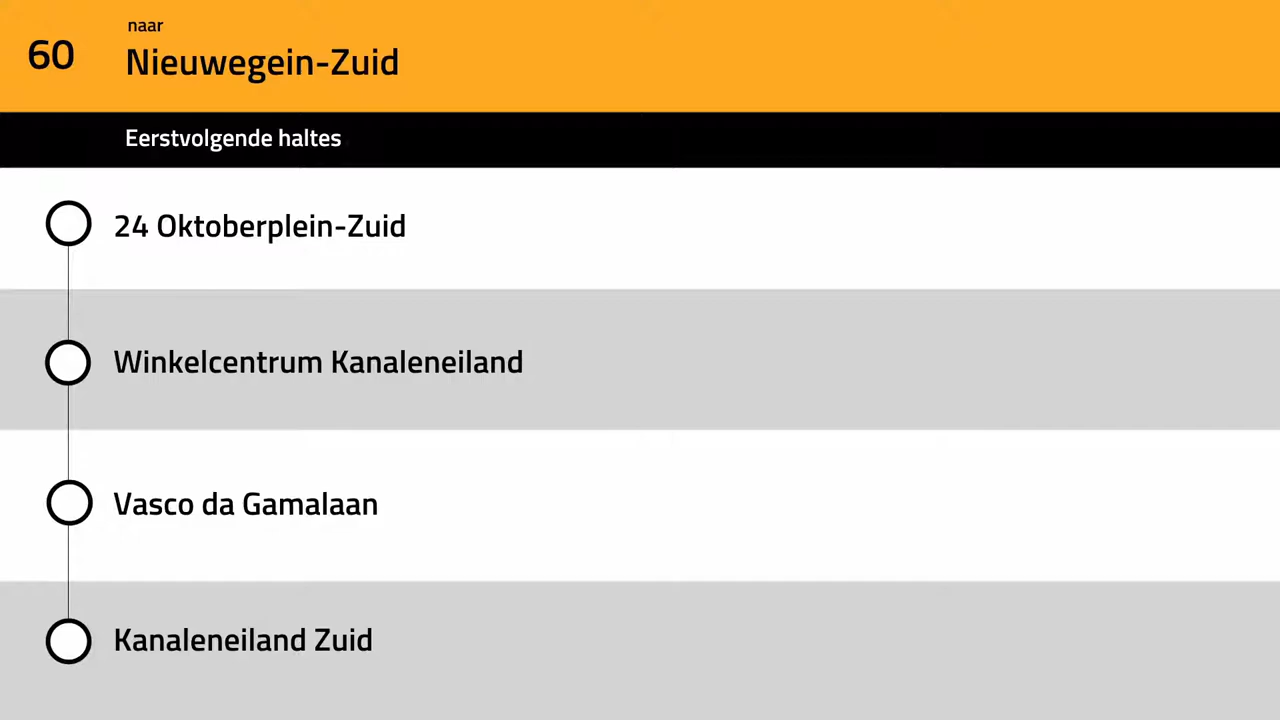 60
naar
Nieuwegein-Zuid
Eerstvolgende haltes
24 Oktoberplein-Zuid
Winkelcentrum Kanaleneiland
Vasco da Gamalaan
Kanaleneiland Zuid